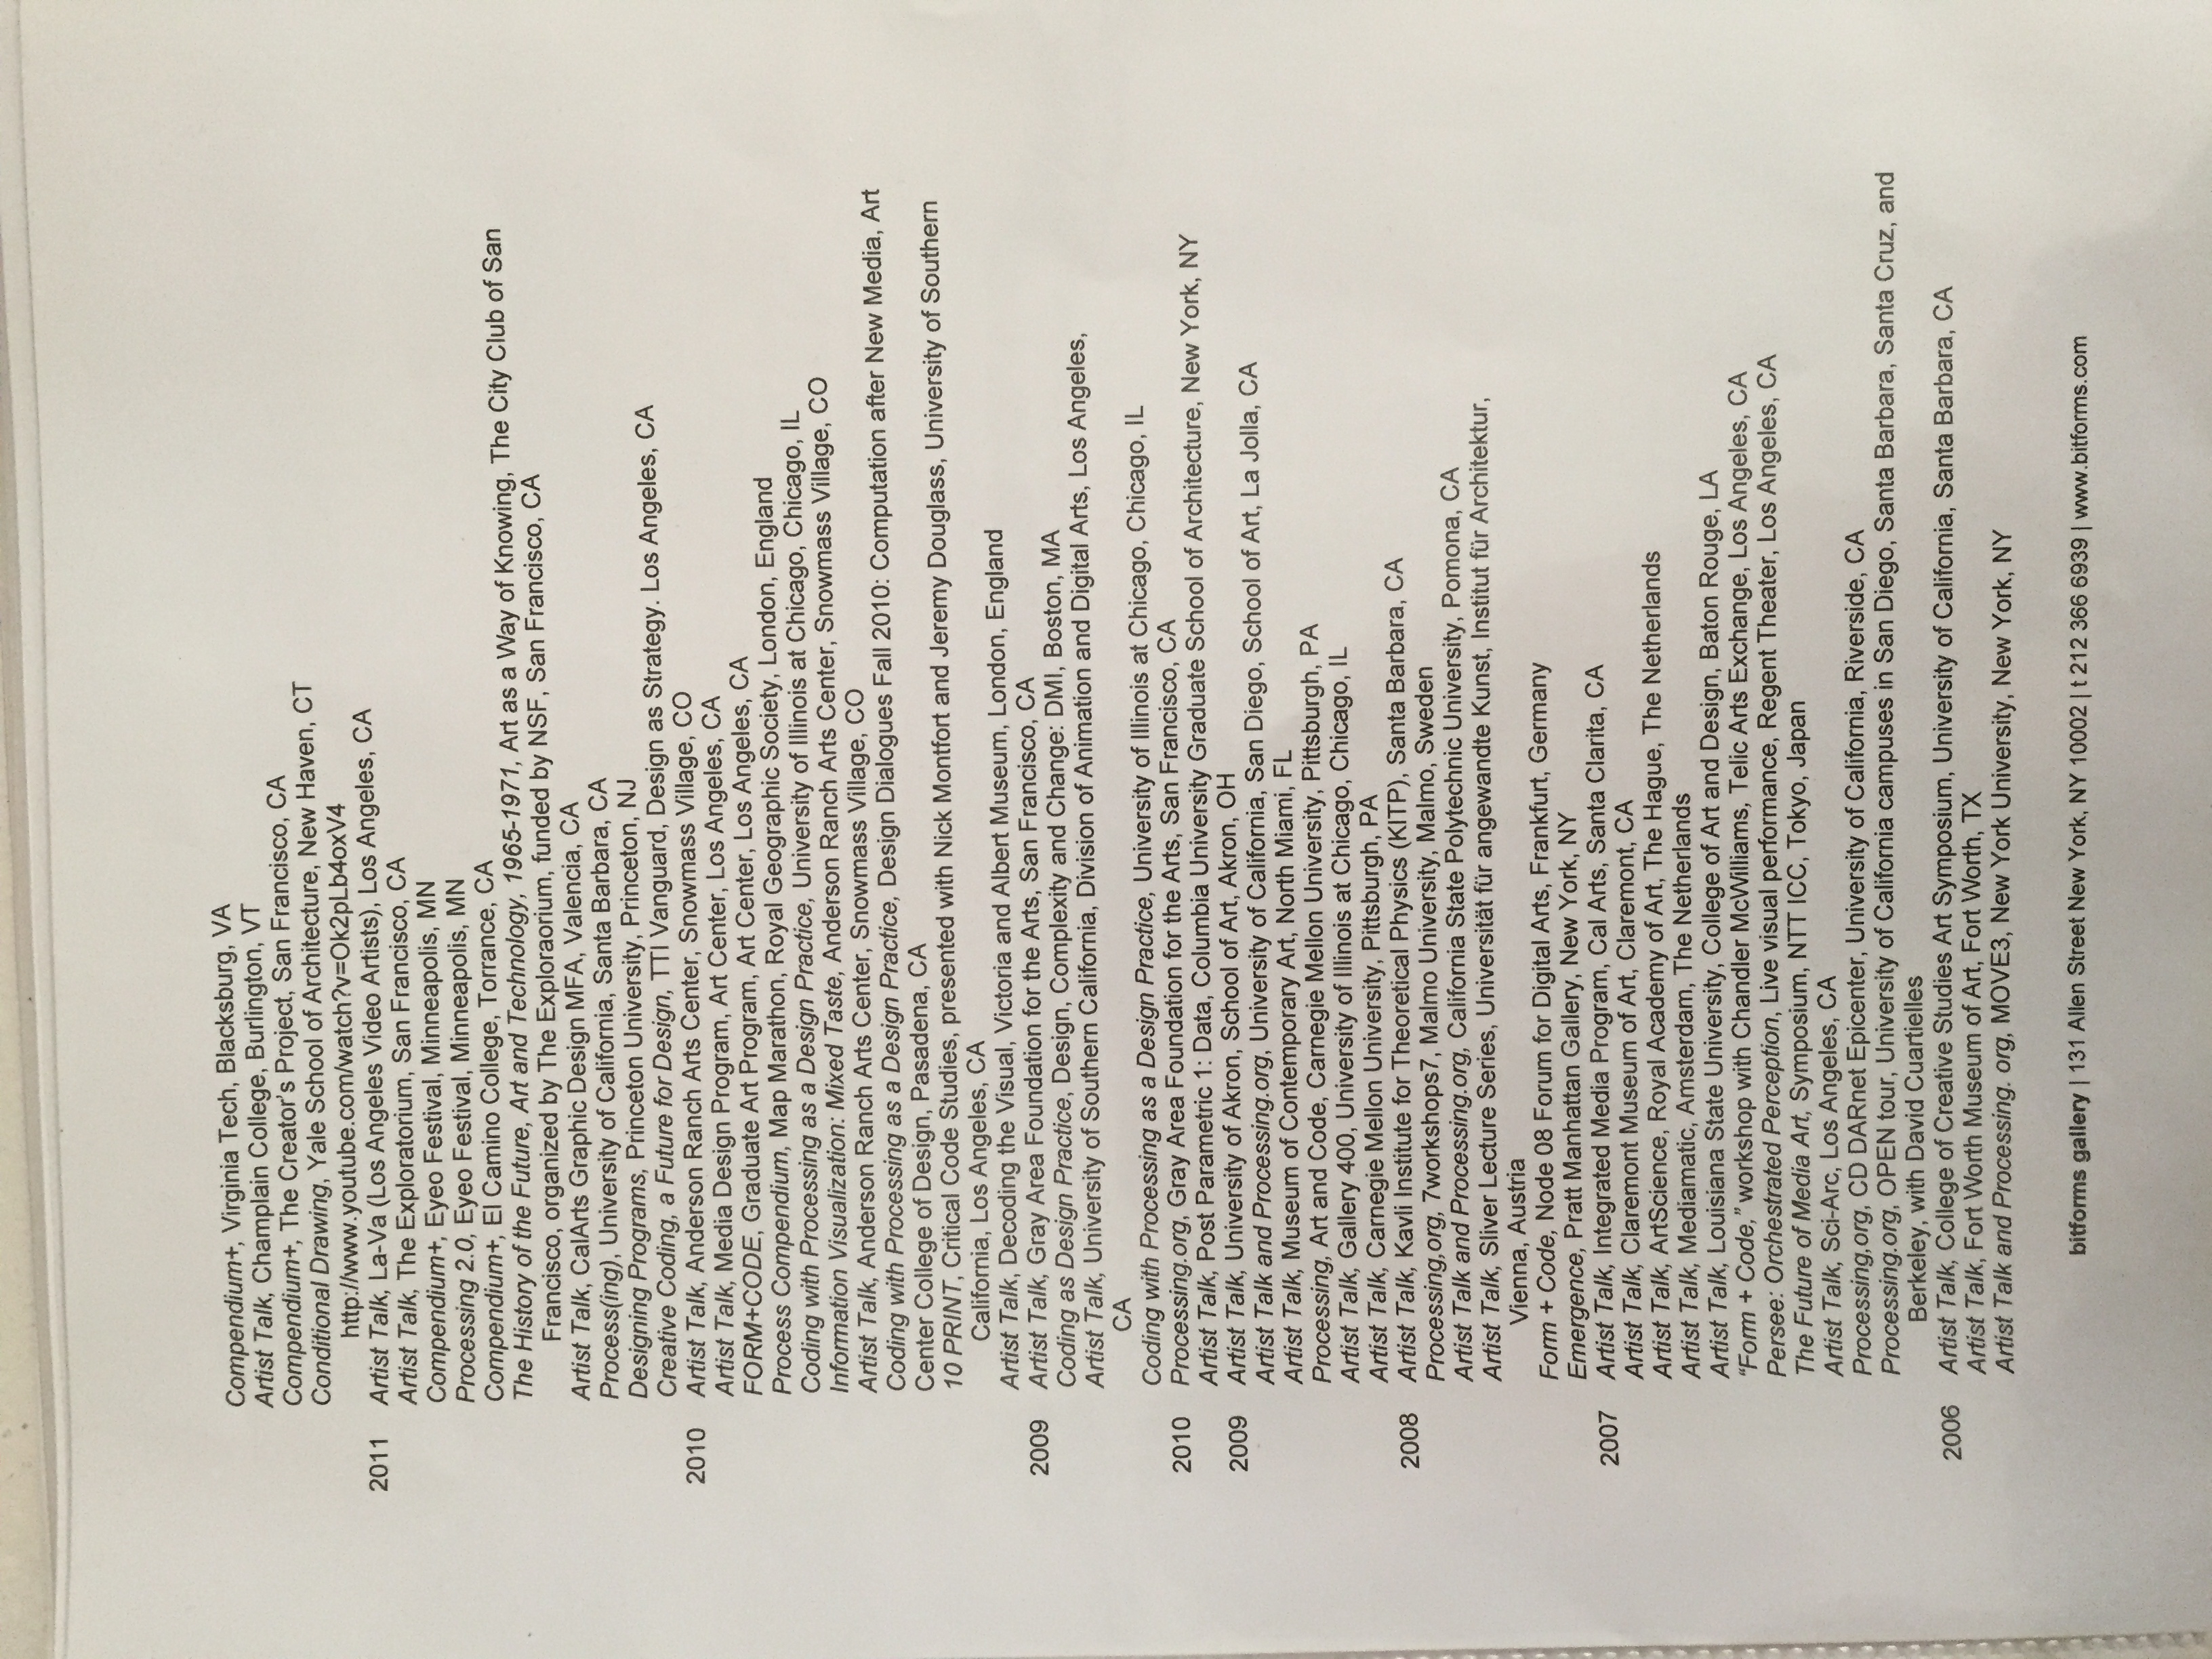 Compendium+, Virginia Tech, Blacksburg, VA
Artist Talk, Champlain College, Burlington, VT
Compendium+, The Creator's Project, San Francisco, CA
Conditional Drawing, Yale School of Architecture, New Haven, CT
http://www.youtube.com/watch?v=Ok2pLb4oxV4
2011 Artist Talk, La-Va (Los Angeles Video Artists), Los Angeles, CA
Artist Talk, The Exploratorium, San Francisco, CA
Compendium+, Eyeo Festival, Minneapolis, MN
Processing 2.0, Eyeo Festival, Minneapolis, MN
Compendium+, El Camino College, Torrance, CA
The History of the Future, Art and Technology, 1965-1971, Art as a Way of Knowing, The City Club of San
Francisco, organized by The Exploraorium, funded by NSF, San Francisco, CA
Artist Talk, CalArts Graphic Design MFA, Valencia, CA
Process(ing), University of California, Santa Barbara, CA
Designing Programs, Princeton University, Princeton, NJ
Creative Coding, a Future for Design, TTI Vanguard, Design as Strategy. Los Angeles, CA
2010 Artist Talk, Anderson Ranch Arts Center, Snowmass Village, CO
Artist Talk, Media Design Program, Art Center, Los Angeles, CA
FORM+CODE, Graduate Art Program, Art Center, Los Angeles, CA
Process Compendium, Map Marathon, Royal Geographic Society, London, England
Coding with Processing as a Design Practice, University of Illinois at Chicago, Chicago, IL
Information Visualization: Mixed Taste, Anderson Ranch Arts Center, Snowmass Village, CO
Artist Talk, Anderson Ranch Arts Center, Snowmass Village, CO
Coding with Processing as a Design Practice, Design Dialogues Fall 2010: Computation after New Media, Art
Center College of Design, Pasadena, CA
10 PRINT, Critical Code Studies, presented with Nick Montfort and Jeremy Douglass, University of Southern
California, Los Angeles, CA
Artist Talk, Decoding the Visual, Victoria and Albert Museum, London, England
2009 Artist Talk, Gray Area Foundation for the Arts, San Francisco, CA
Coding as Design Practice, Design, Complexity and Change: DMI, Boston, MA
Artist Talk, University of Southern California, Division of Animation and Digital Arts, Los Angeles,
CA
Coding with Processing as a Design Practice, University of Illinois at Chicago, Chicago, IL
2010 Processing.org, Gray Area Foundation for the Arts, San Francisco, CA
Artist Talk, Post Parametric 1: Data, Columbia University Graduate School of Architecture, New York, NY
2009 Artist Talk, University of Akron, School of Art, Akron, OH
Artist Talk and Processing.org, University of California, San Diego, School of Art, La Jolla, CA
Artist Talk, Museum of Contemporary Art, North Miami, FL
Processing, Art and Code, Carnegie Mellon University, Pittsburgh, PA
Artist Talk, Gallery 400, University of Illinois at Chicago, Chicago, IL
Artist Talk, Carnegie Mellon University, Pittsburgh, PA
2008 Artist Talk, Kavli Institute for Theoretical Physics (KITP), Santa Barbara, CA
Processing,org, 7workshops7, Malmo University, Malmo, Sweden
Artist Talk and Processing.org, California State Polytechnic University, Pomona, CA
Artist Talk, Sliver Lecture Series, Universität für angewandte Kunst, Institut für Architektur,
Vienna, Austria
Form + Code, Node 08 Forum for Digital Arts, Frankfurt, Germany
Emergence, Pratt Manhattan Gallery, New York, NY
2007 Artist Talk, Integrated Media Program, Cal Arts, Santa Clarita, CA
Artist Talk, Claremont Museum of Art, Claremont, CA
Artist Talk, ArtScience, Royal Academy of Art, The Hague, The Netherlands
Artist Talk, Mediamatic, Amsterdam, The Netherlands
Artist Talk, Louisiana State University, College of Art and Design, Baton Rouge, LA
“Form + Code,” workshop with Chandler McWilliams, Telic Arts Exchange, Los Angeles, CA
Persee: Orchestrated Perception, Live visual performance, Regent Theater, Los Angeles, CA
The Future of Media Art, Symposium, NTT ICC, Tokyo, Japan
Artist Talk, Sci-Arc, Los Angeles, CA
Processing,org, CD DARnet Epicenter, University of California, Riverside, CA
Processing.org, OPEN tour, University of California campuses in San Diego, Santa Barbara, Santa Cruz, and
Berkeley, with David Cuartielles
2006 Artist Talk, College of Creative Studies Art Symposium, University of California, Santa Barbara, CA
Artist Talk, Fort Worth Museum of Art, Fort Worth, TX
Artist Talk and Processing. org, MOVE3, New York University, New York, NY
bitforms gallery | 131 Allen Street New York, NY 10002 | t 212 366 6939 | www.bitforms.com